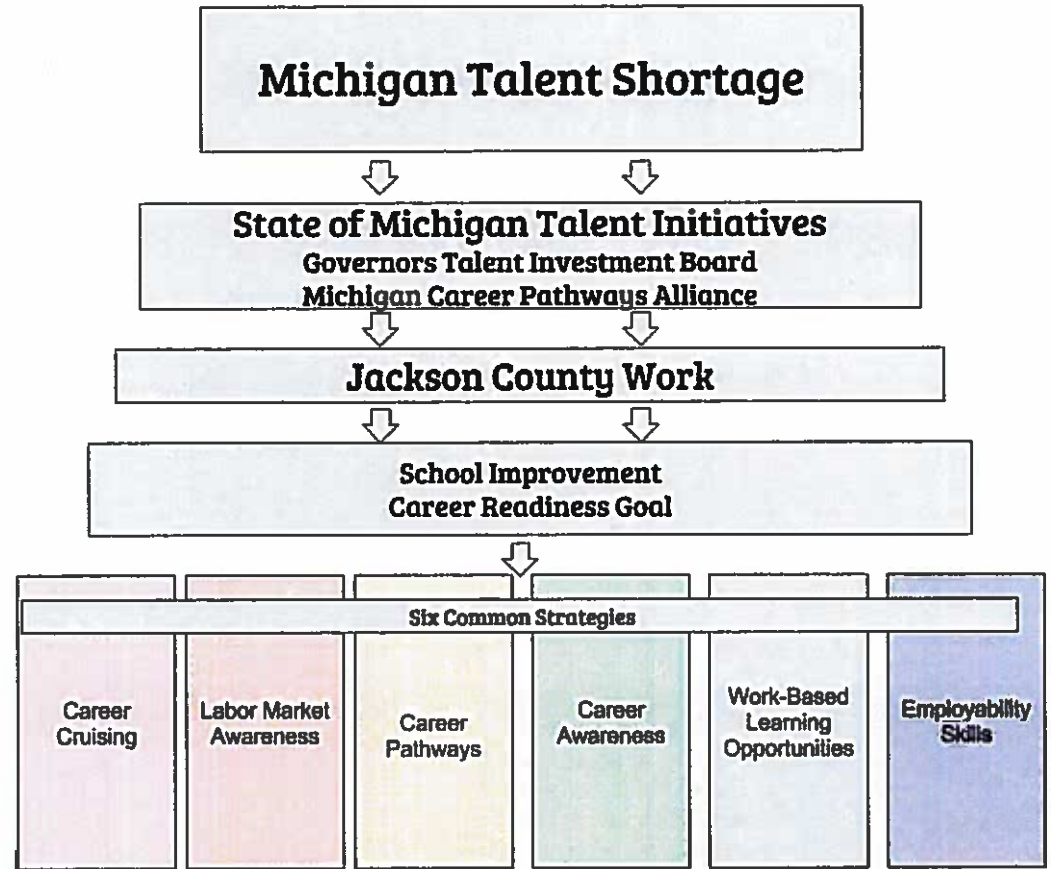 Michigan Talent Shortage
State of Michigan Talent Initiatives
Governors Talent Investment Board
Michigan Career Pathways Alliance
Jackson County Work
School Improvement
Career Readiness Goal
Six Common Strategies
Career
Cruising
Labor Market
Awareness
Career
Pathways
Career
Awareness
Work-Based
Learning
Opportunities
Employability
Skills